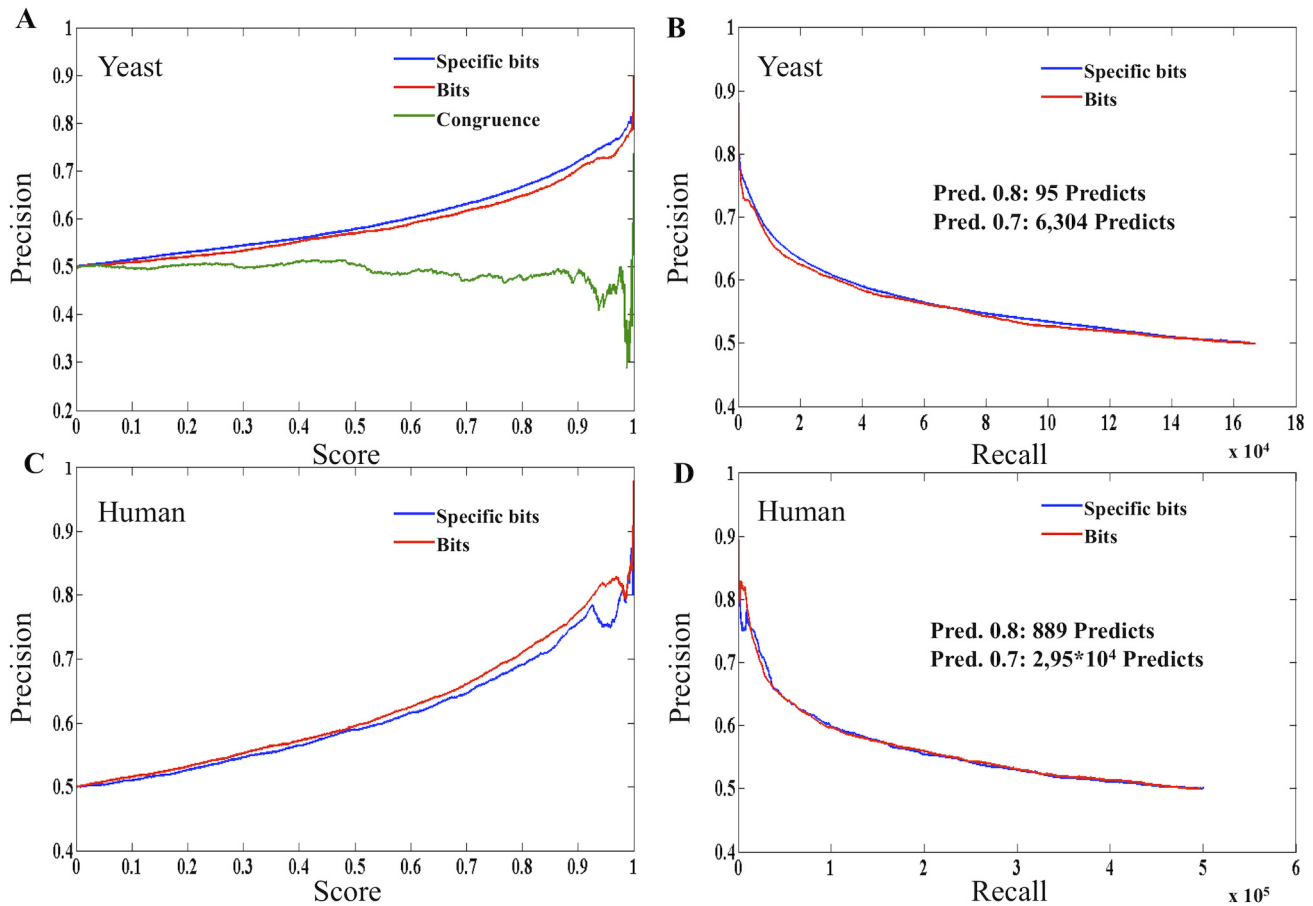 A
Yeast
Specific bits
Bits
Congruence
Precision
1
0.9
0.8
0.7
0.6
0.5
0.4
0.3
0.2
0 0.1 0.2 0.3 0.4 0.5 0.6 0.7 0.8 0.9 1
Score
B
Yeast
Specific bits
Bits
Pred. 0.8: 95 Predicts
Pred. 0.7: 6,304 Predicts
Precision
1
0.9
0.8
0.7
0.6
0.5
0.4
0 2 4 6 8 10 12 14 16 18
Recall
x 10⁴
C
Human
Specific bits
Bits
Precision
1
0.9
0.8
0.7
0.6
0.5
0.4
0 0.1 0.2 0.3 0.4 0.5 0.6 0.7 0.8 0.9 1
Score
D
Human
Specific bits
Bits
Pred. 0.8: 889 Predicts
Pred. 0.7: 2,95*10⁴ Predicts
Precision
1
0.9
0.8
0.7
0.6
0.5
0.4
0 1 2 3 4 5 6
Recall
x 10⁵